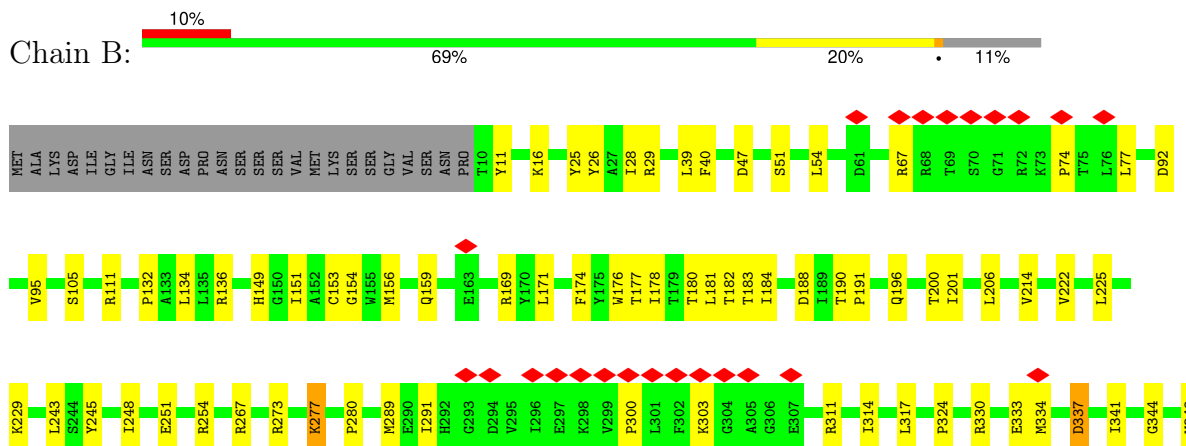 10%
Chain B:
69% 20% • 11%
MET ALA LYS ASP ILE GLY ILE ASN SER ASP PRO ASN SER SER SER VAL MET LYS SER SER GLY VAL SER ASN PRO T10 Y11 K16 Y25 Y26 A27 I28 R29 L39 F40 D47 S51 L54 D61 R67 R68 T69 S70 G71 R72 K73 P74 T75 L76 L77 D92
V95 S105 R111 P132 A133 L134 L135 R136 H149 G150 I151 A152 C153 G154 W155 M156 Q159 E163 R169 Y170 L171 F174 Y175 W176 T177 I178 T179 T180 L181 T182 T183 I184 D188 I189 T190 P191 Q196 T200 I201 L206 V214 V222 L225
K229 L243 S244 Y245 I248 E251 R254 R267 R273 K277 P280 M289 E290 I291 H292 G293 D294 V295 I296 E297 K298 V299 P300 L301 F302 K303 G304 A305 G306 E307 R311 I314 L317 P324 R330 E333 M334 D337 I341 G344